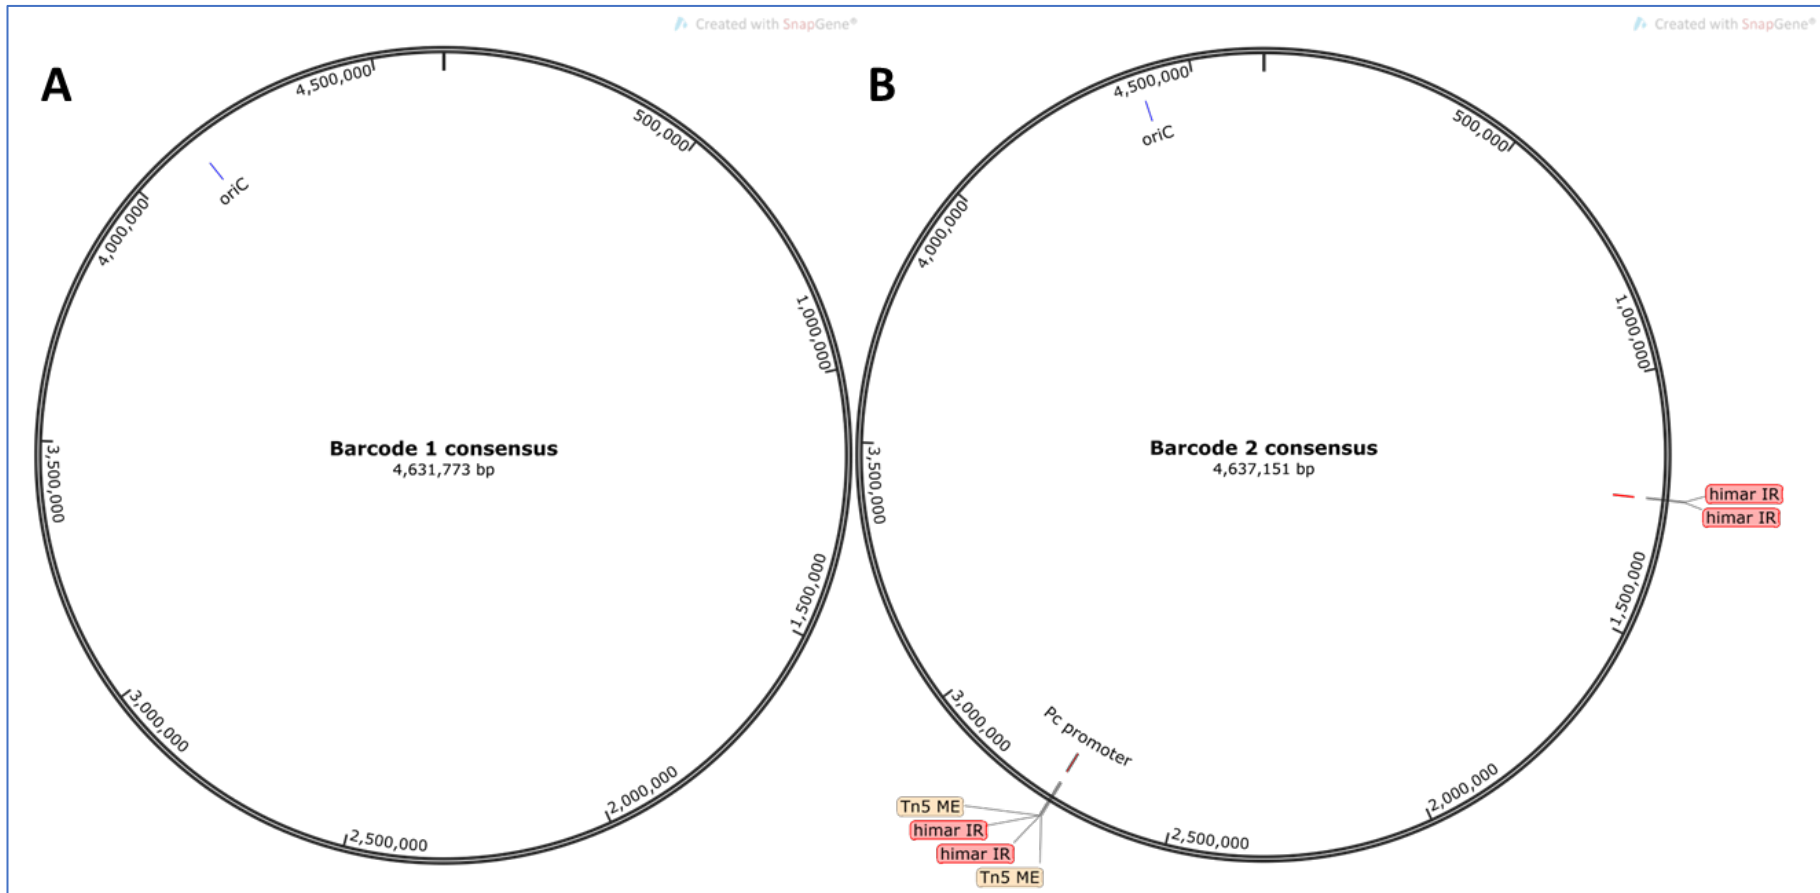 Created with SnapGene®
Created with SnapGene®
A
4,500,000
500,000
oriC
4,000,000
1,000,000
Barcode 1 consensus
4,631,773 bp
3,500,000
1,500,000
3,000,000
2,000,000
2,500,000
B
4,500,000
500,000
oriC
4,000,000
1,000,000
Barcode 2 consensus
4,637,151 bp
3,500,000
himar IR
himar IR
1,500,000
3,000,000
Pc promoter
2,000,000
Tn5 ME
himar IR
himar IR
Tn5 ME
2,500,000